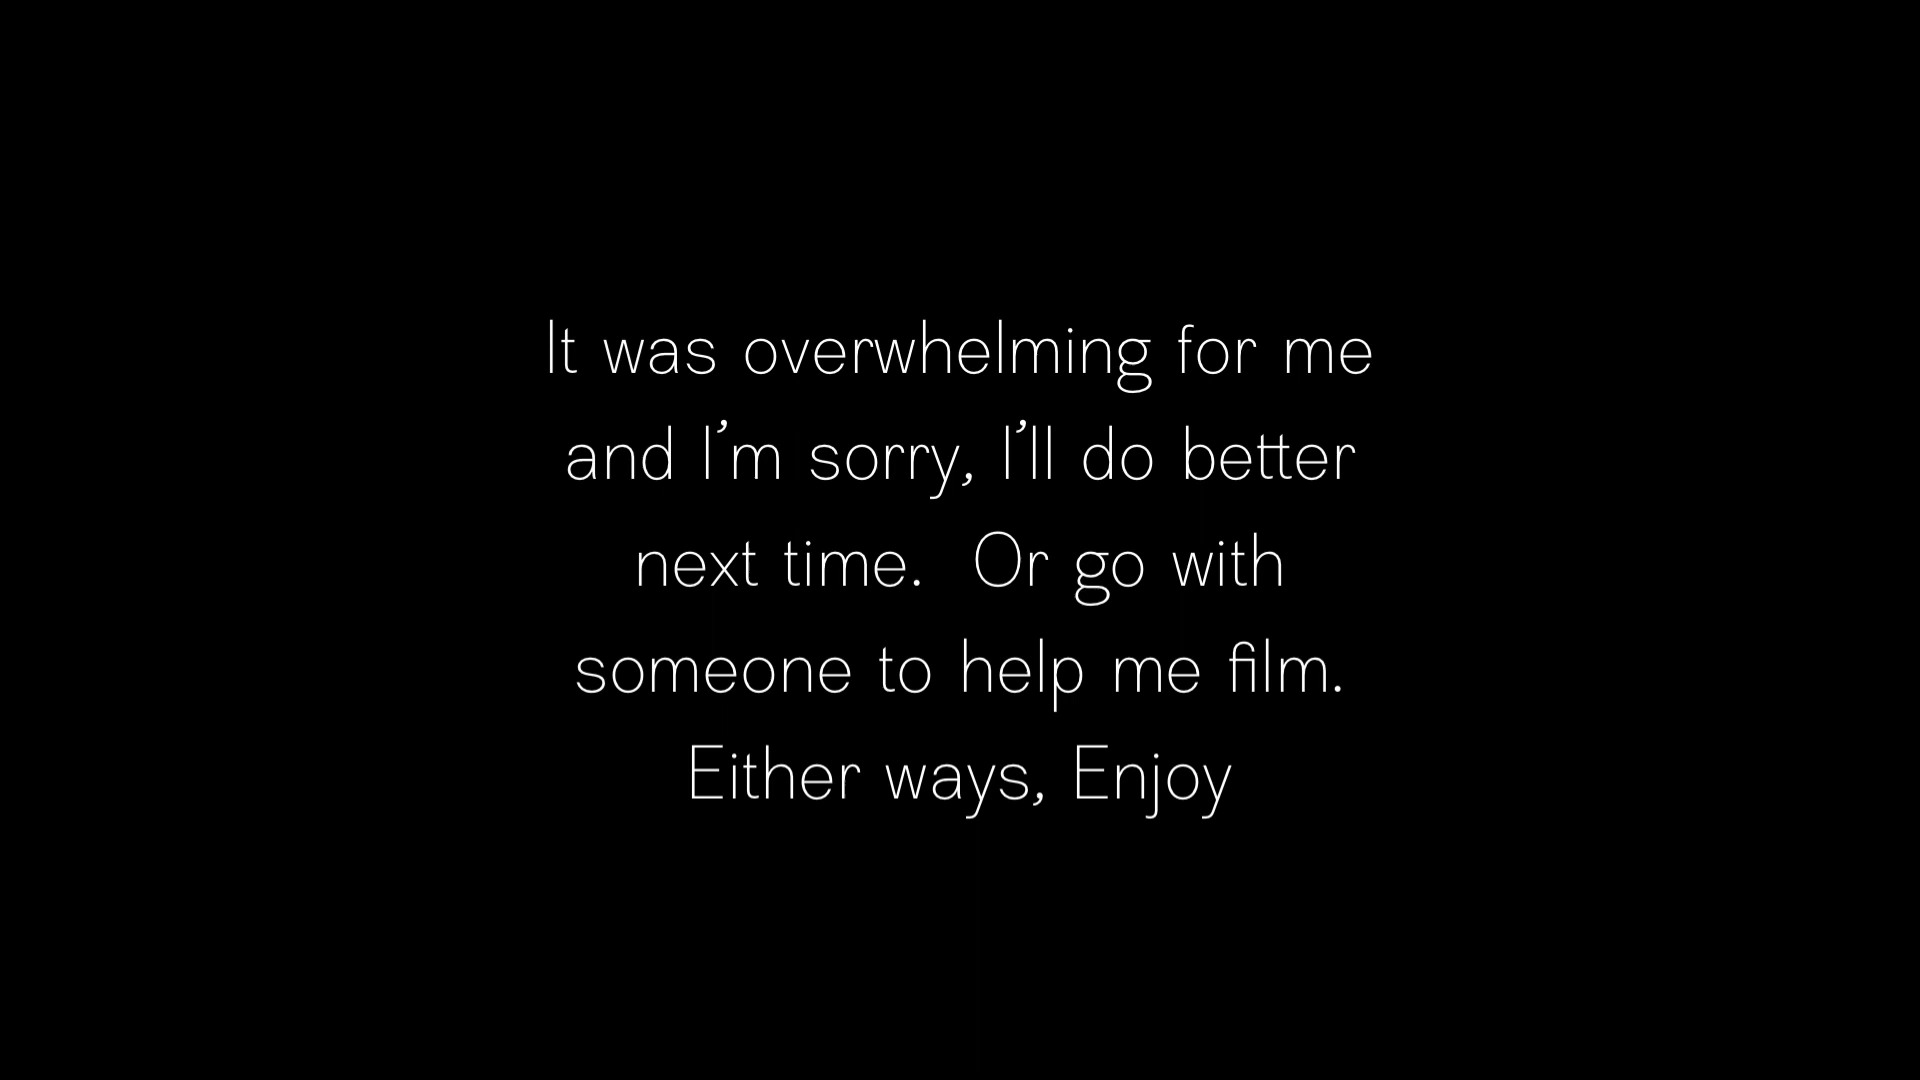 It was overwhelming for me
and I’m sorry, I’ll do better
next time.  Or go with
someone to help me film.
Either ways, Enjoy